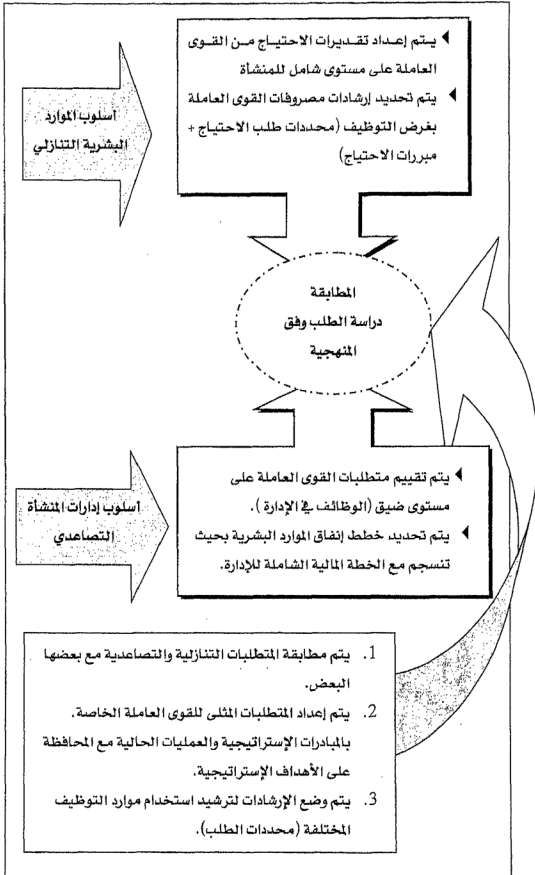 يتم إعداد تقديرات الاحتياج من القوى
العاملة على مستوى شامل للمنشأة
يتم تحديد إرشادات مصروفات القوى العاملة
بغرض التوظيف (محددات طلب الاحتياج +
مبررات الاحتياج)
أسلوب الموارد
البشرية التنازلي
المطابقة
دراسة الطلب وفق
المنهجية
يتم تقييم متطلبات القوى العاملة على
مستوى ضيق (الوظائف في الإدارة ).
يتم تحديد خطط إنفاق الموارد البشرية بحيث
تنسجم مع الخطة المالية الشاملة للإدارة.
أسلوب إدارات المنشأة
التصاعدي
1. يتم مطابقة المتطلبات التنازلية والتصاعدية مع بعضها
البعض.
2. يتم إعداد المتطلبات المثلى للقوى العاملة الخاصة.
بالمبادرات الإستراتيجية والعمليات الحالية مع المحافظة
على الأهداف الإستراتيجية.
3. يتم وضع الإرشادات لترشيد استخدام موارد التوظيف
المختلفة (محددات الطلب).